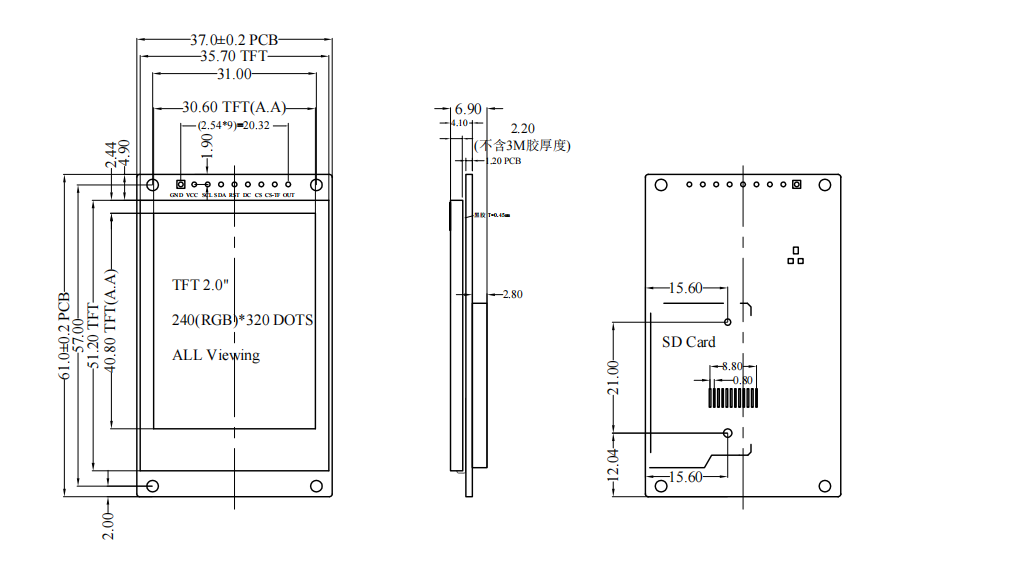 37.0±0.2 PCB
35.70 TFT
31.00
30.60 TFT(A.A)
(2.54*9)=20.32
1.90
2.44
4.90
GND VCC SCL SDA RST DC CS CS-TF OUT
61.0±0.2 PCB
57.00
51.20 TFT
40.80 TFT(A.A)
TFT 2.0"
240(RGB)*320 DOTS
ALL Viewing
2.00
6.90
4.10
2.20
(不含3M胶厚度)
1.20 PCB
T=0.45m
2.80
15.60
SD Card
8.80
0.80
21.00
12.04
15.60